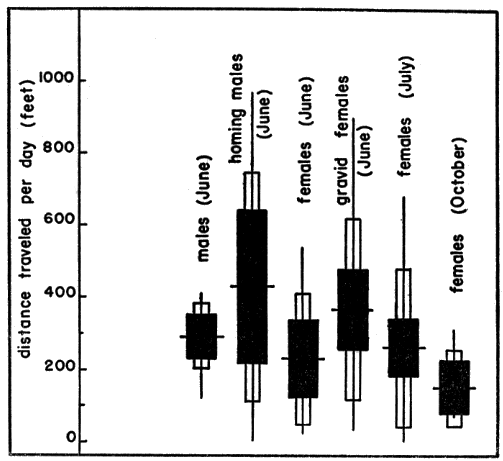 distance traveled per day (feet)
1000
800
600
400
200
0
males (June)
homing males
(June)
females (June)
gravid females
(June)
females (July)
females (October)